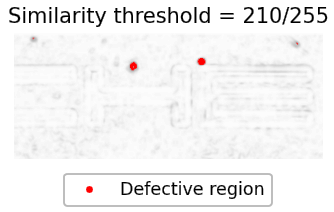 Similarity threshold = 210/255
Defective region